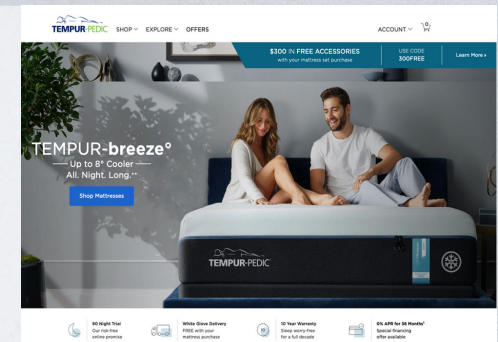 TEMPUR-PEDIC SHOP EXPLORE OFFERS ACCOUNT 0
$300 IN FREE ACCESSORIES
with your mattress set purchase
USE CODE
300FREE
Learn More ›
TEMPUR-breeze°
Up to 8° Cooler
All. Night. Long.**
Shop Mattresses
TEMPUR-PEDIC
90 Night Trial
Our risk-free
online promise
White Glove Delivery
FREE with your
mattress purchase
10
10 Year Warranty
Sleep worry-free
for a full decade
0% APR for 36 Months¹
Special financing
offer available